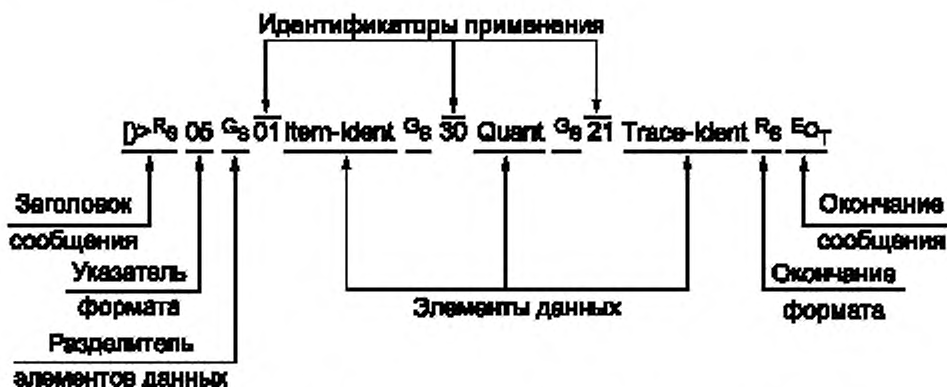 Идентификаторы применения
[)>ᴿs 05 ᴳs 01 Item-Ident ᴳs 30 Quant ᴳs 21 Trace-Ident ᴿs ᴱOT
Заголовок
сообщения
Окончание
сообщения
Указатель
формата
Элементы данных
Окончание
формата
Разделитель
элементов данных